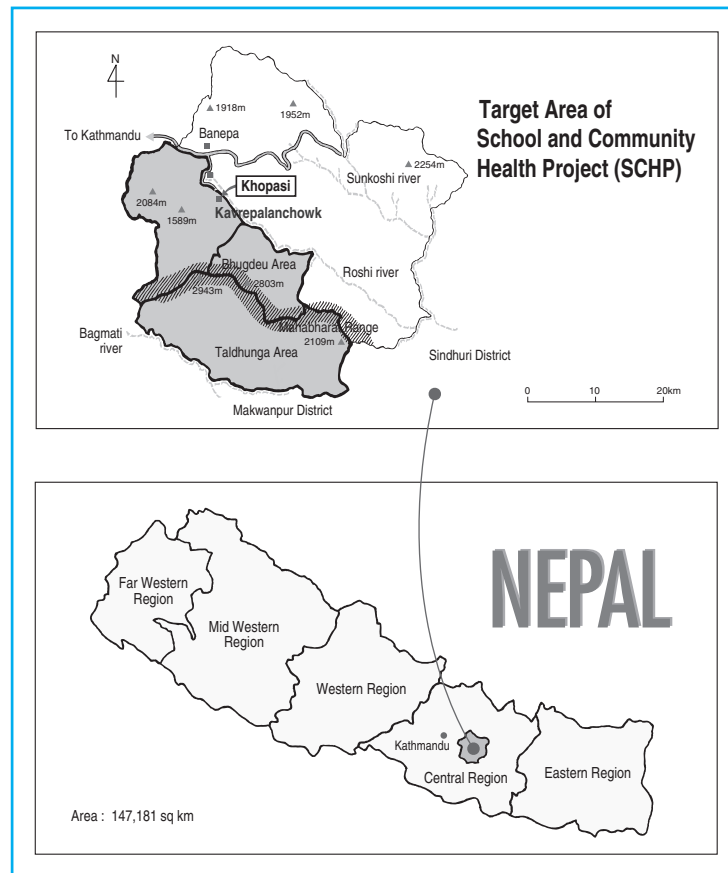 N
1918m
1952m
Target Area of
School and Community
Health Project (SCHP)
To Kathmandu
Banepa
2254m
Sunkoshi river
Khopasi
2084m
1589m
Kavrepalanchowk
Bhugdeu Area
Roshi river
2943m
2803m
Mahabharat Range
2109m
Bagmati
river
Taldhunga Area
Sindhuri District
Makwanpur District
0 10 20km
NEPAL
Far Western
Region
Mid Western
Region
Western Region
Kathmandu
Central Region
Eastern Region
Area : 147,181 sq km